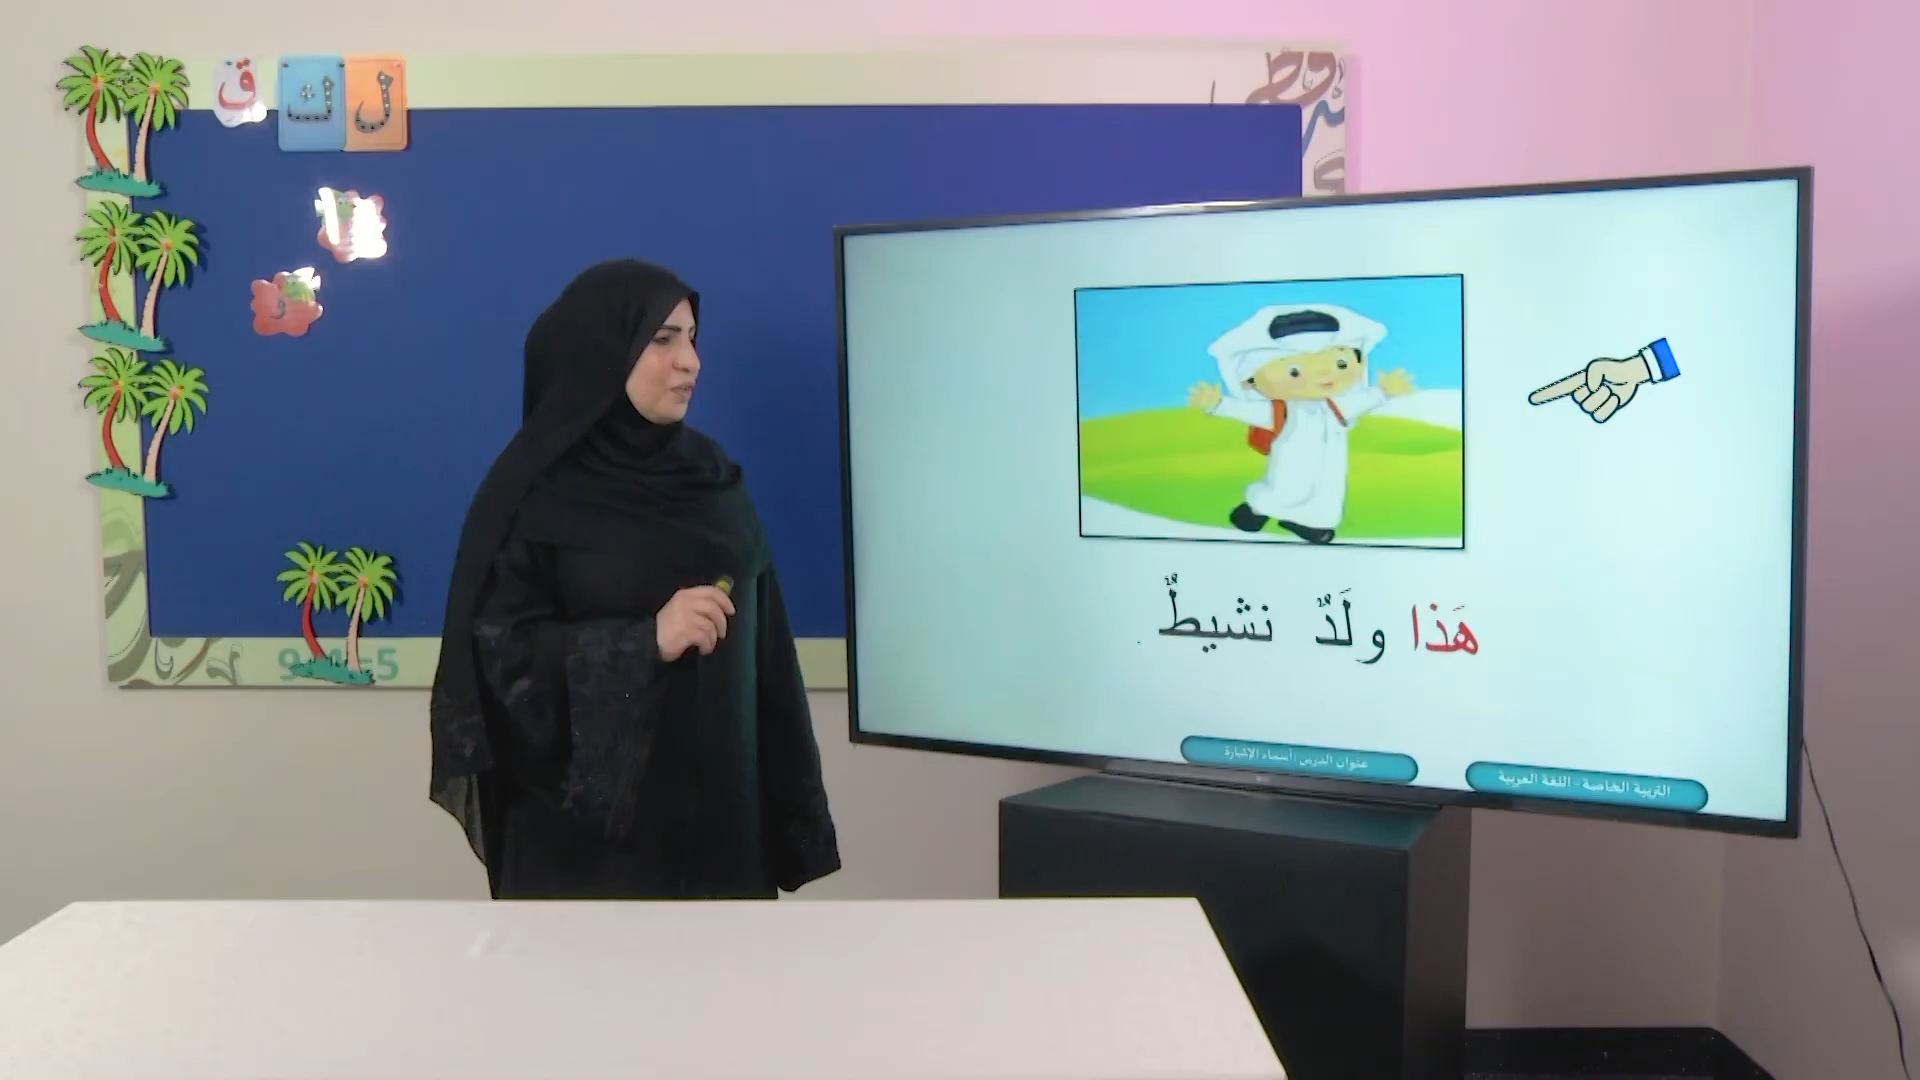 ق
ك
ل
و
هَذا ولَدٌ نشيطٌ .
عنوان الدرس :أسماء الإشارة
التربية الخاصة - اللغة العربية